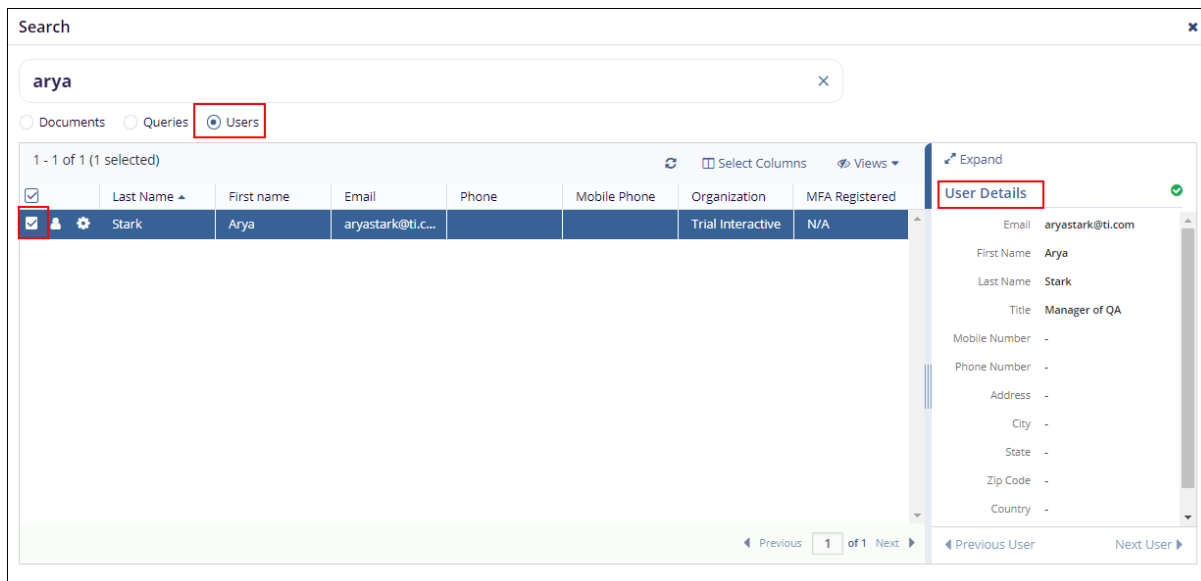 Search
arya
Documents Queries Users
1 - 1 of 1 (1 selected) Select Columns Views
Last Name First name Email Phone Mobile Phone Organization MFA Registered
Stark Arya aryastark@ti.c... Trial Interactive N/A
Previous 1 of 1 Next
Expand
User Details
Email aryastark@ti.com
First Name Arya
Last Name Stark
Title Manager of QA
Mobile Number -
Phone Number -
Address -
City -
State -
Zip Code -
Country -
Previous User Next User